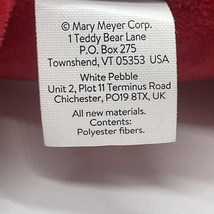 © Mary Meyer Corp.
1 Teddy Bear Lane
P.O. Box 275
Townshend, VT 05353 USA
White Pebble
Unit 2, Plot 11 Terminus Road
Chichester, PO19 8TX, UK
All new materials.
Contents:
Polyester fibers.